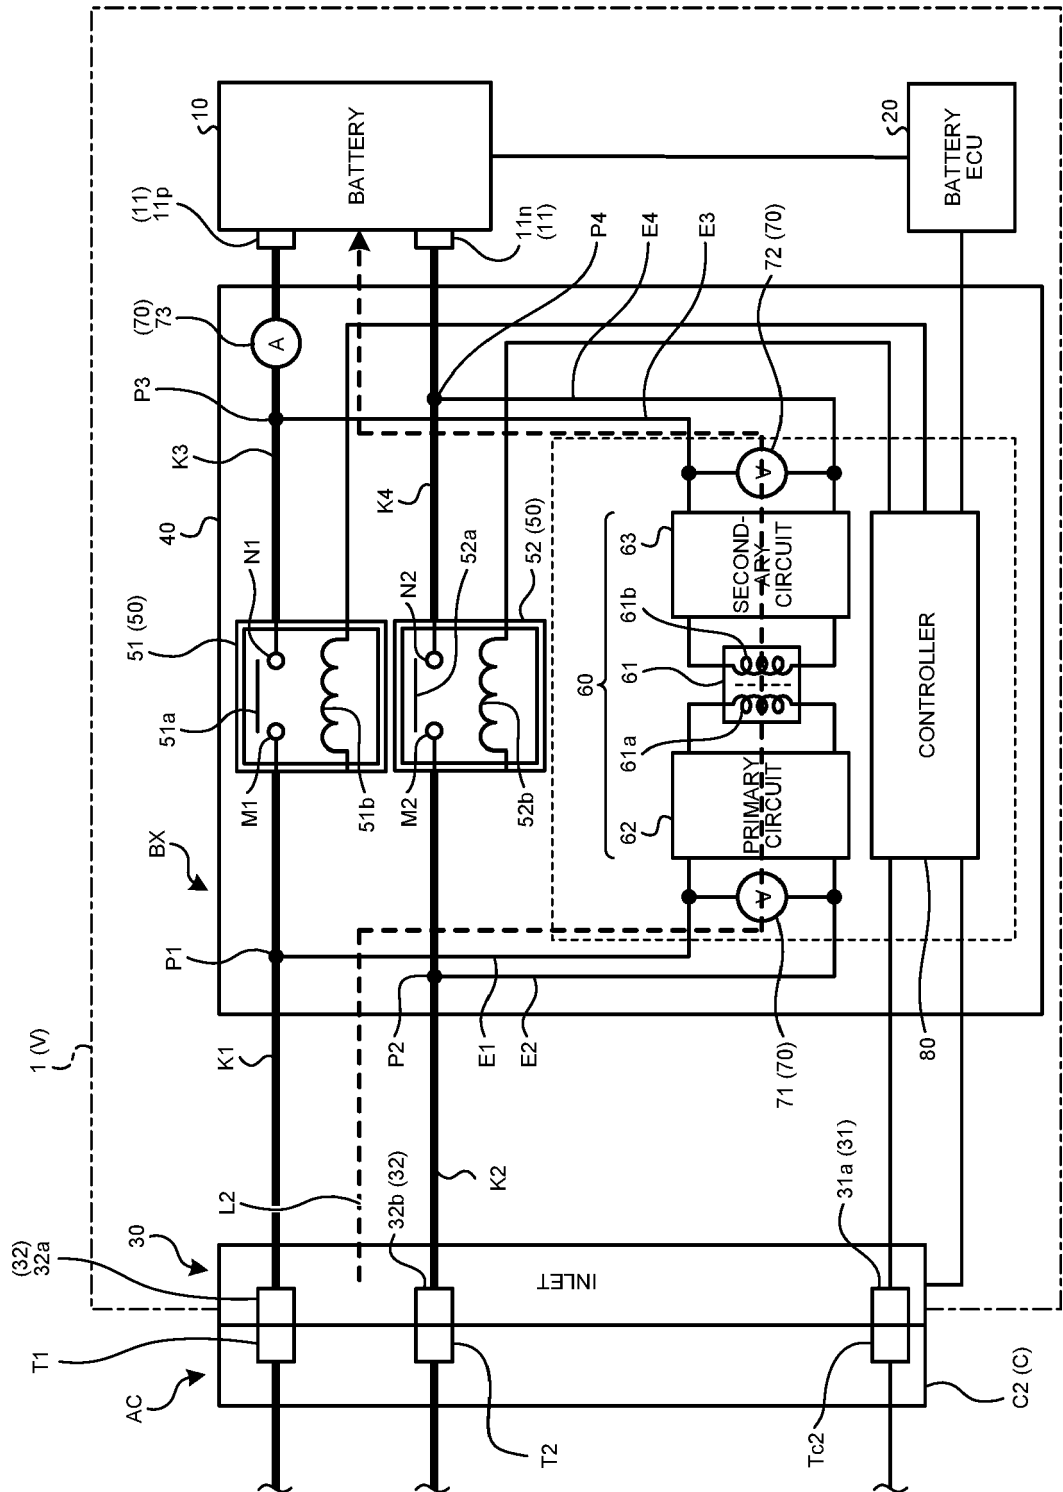 1 (V)
BX
40
10
BATTERY
(11)
11p
11n
(11)
20
BATTERY
ECU
(70)
73
A
P3
K3
K4
P4
E4
E3
72 (70)
A
51 (50)
N1
51a
M1
51b
52 (50)
52a
N2
M2
52b
60
63
SECOND-
ARY
CIRCUIT
61b
61
61a
62
PRIMARY
CIRCUIT
A
71 (70)
CONTROLLER
80
P1
P2
K1
E1
E2
K2
L2
(32)
32a
30
32b (32)
31a (31)
INLET
T1
AC
T2
Tc2
C2 (C)